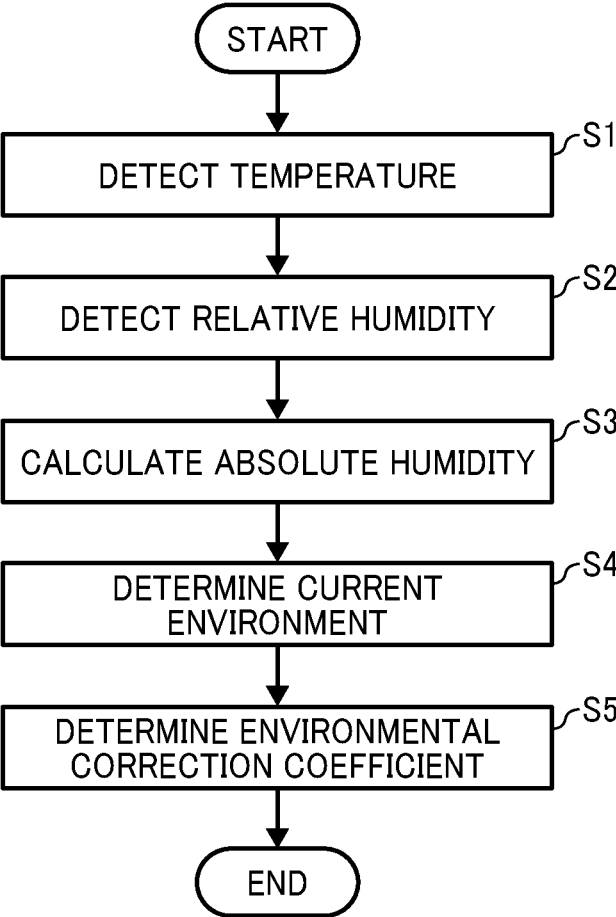 START
S1
DETECT TEMPERATURE
S2
DETECT RELATIVE HUMIDITY
S3
CALCULATE ABSOLUTE HUMIDITY
S4
DETERMINE CURRENT
ENVIRONMENT
S5
DETERMINE ENVIRONMENTAL
CORRECTION COEFFICIENT
END